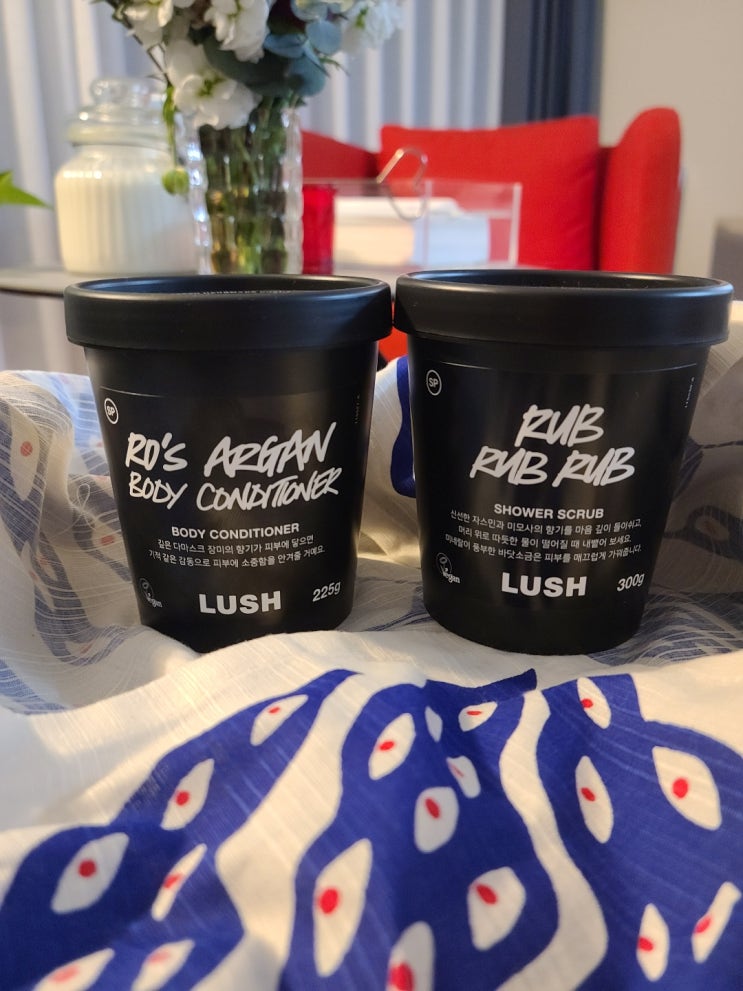 SP
RO'S ARGAN
BODY CONDITIONER
BODY CONDITIONER
깊은 다마스크 장미의 향기가 피부에 닿으면
기적 같은 감동으로 피부에 소중함을 안겨줄 거예요.
Vegan
LUSH
225g
SP
RUB
RUB RUB
SHOWER SCRUB
신선한 자스민과 미모사의 향기를 마음 깊이 들이쉬고,
머리 위로 따듯한 물이 떨어질 때 내뱉어 보세요.
미네랄이 풍부한 바닷소금은 피부를 매끄럽게 가꿔줍니다.
Vegan
LUSH
300g